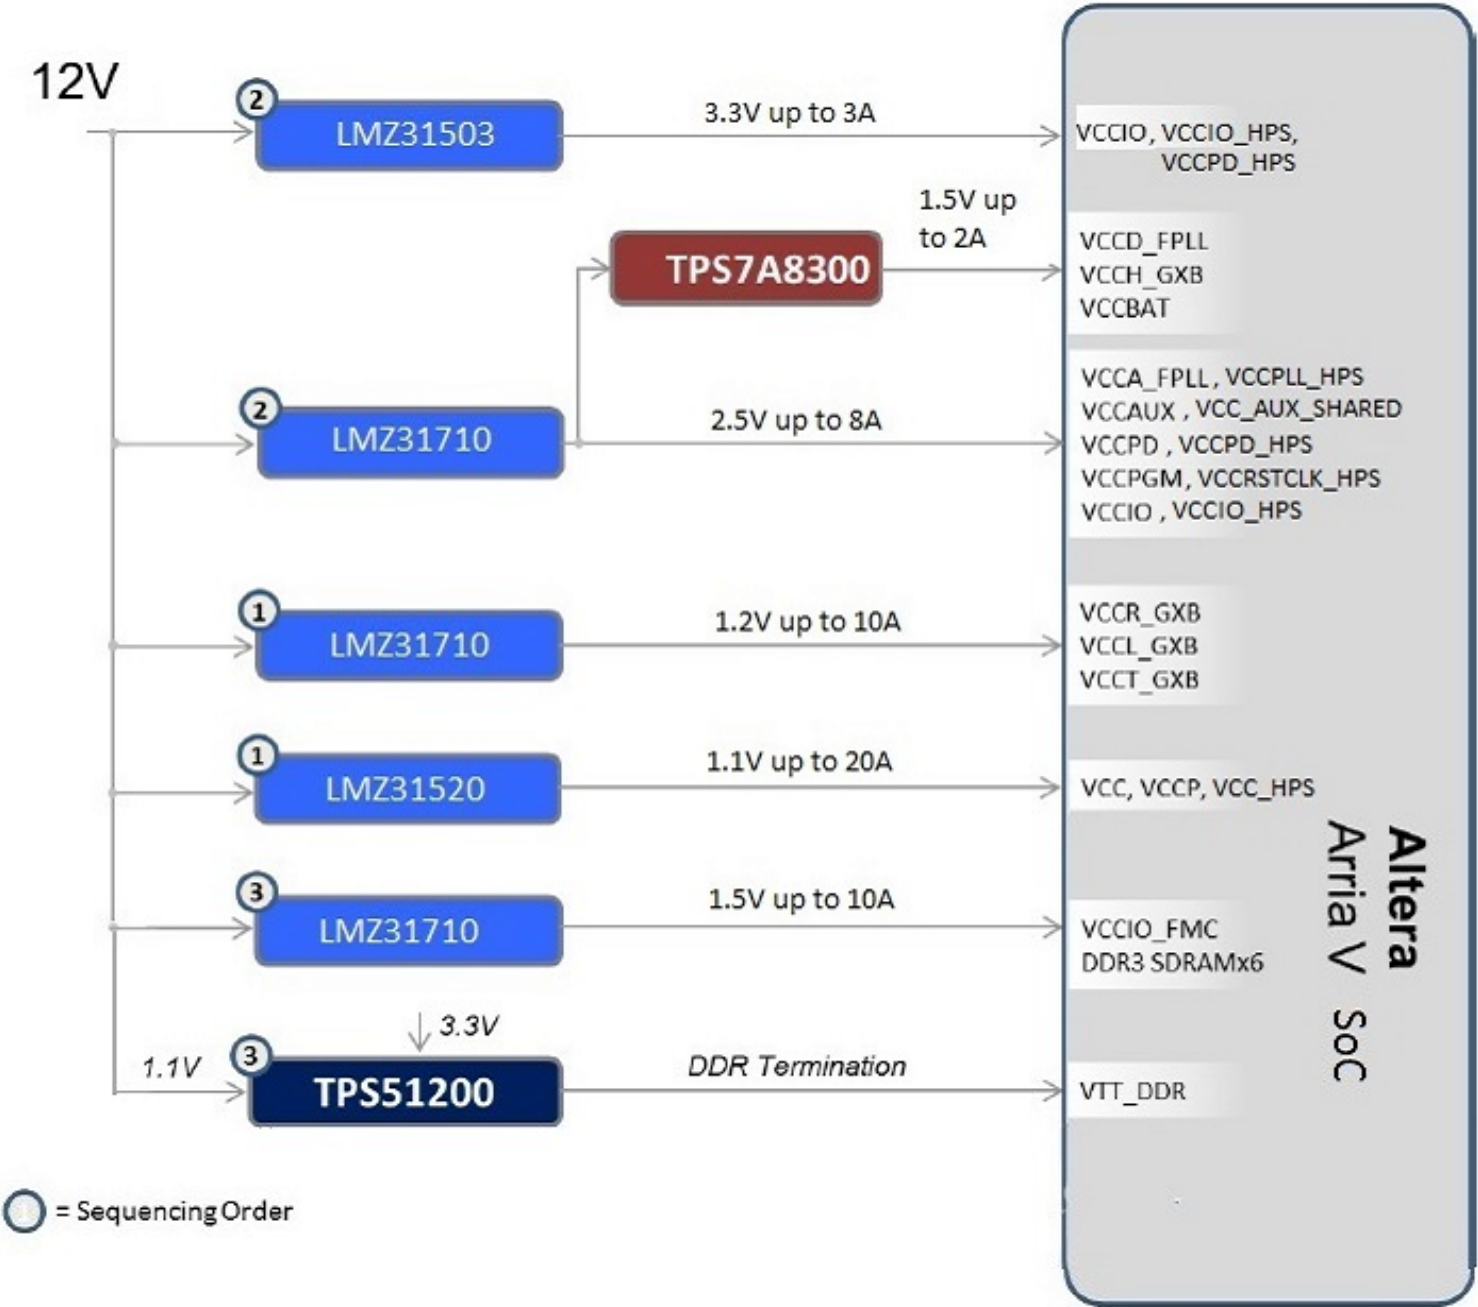 12V
2
LMZ31503
3.3V up to 3A
VCCIO, VCCIO_HPS,
VCCPD_HPS
1.5V up
to 2A
TPS7A8300
VCCD_FPLL
VCCH_GXB
VCCBAT
2
LMZ31710
2.5V up to 8A
VCCA_FPLL, VCCPLL_HPS
VCCAUX , VCC_AUX_SHARED
VCCPD , VCCPD_HPS
VCCPGM, VCCRSTCLK_HPS
VCCIO , VCCIO_HPS
1
LMZ31710
1.2V up to 10A
VCCR_GXB
VCCL_GXB
VCCT_GXB
1
LMZ31520
1.1V up to 20A
VCC, VCCP, VCC_HPS
3
LMZ31710
1.5V up to 10A
VCCIO_FMC
DDR3 SDRAMx6
Altera
Arria V SoC
3.3V
1.1V
3
TPS51200
DDR Termination
VTT_DDR
1 = Sequencing Order